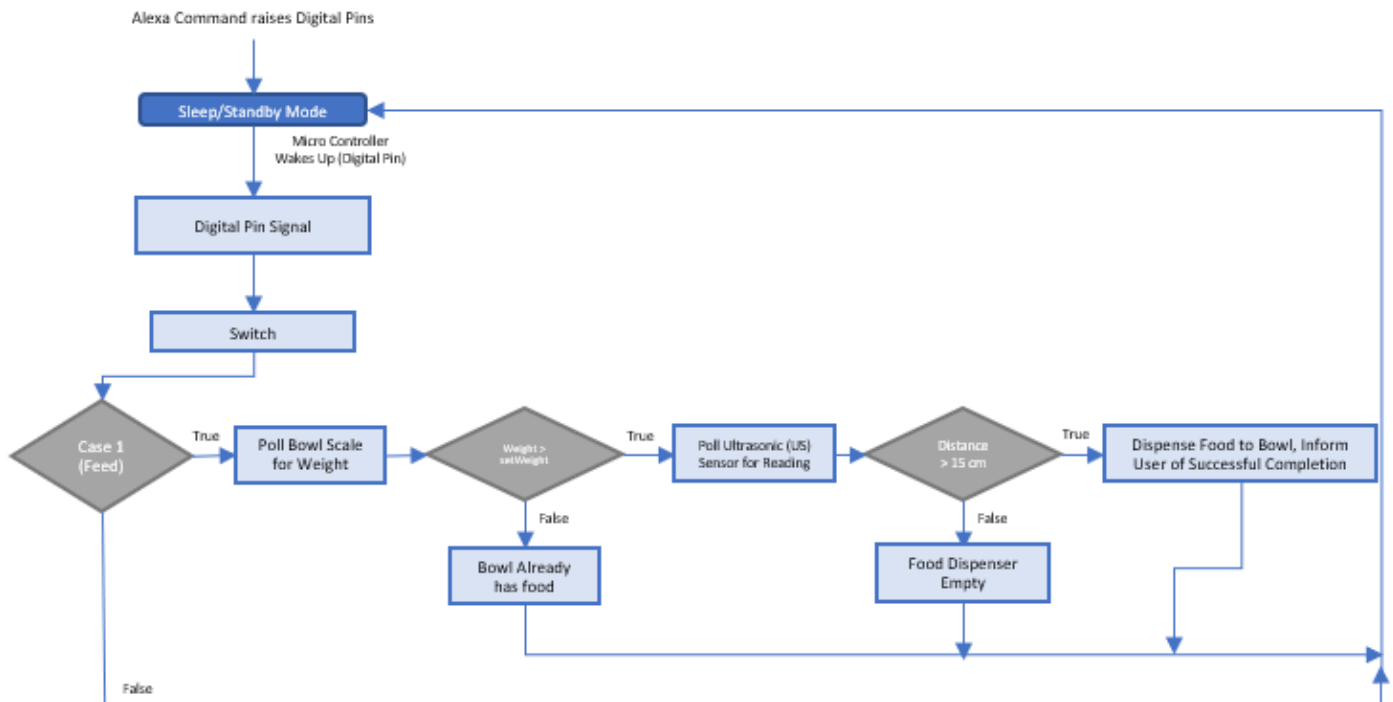 Alexa Command raises Digital Pins
Sleep/Standby Mode
Micro Controller
Wakes Up (Digital Pin)
Digital Pin Signal
Switch
Case 1
(Feed)
True
Poll Bowl Scale
for Weight
Weight >
setWeight
True
Poll Ultrasonic (US)
Sensor for Reading
Distance
> 15 cm
True
Dispense Food to Bowl, Inform
User of Successful Completion
False
Bowl Already
has food
False
Food Dispenser
Empty
False